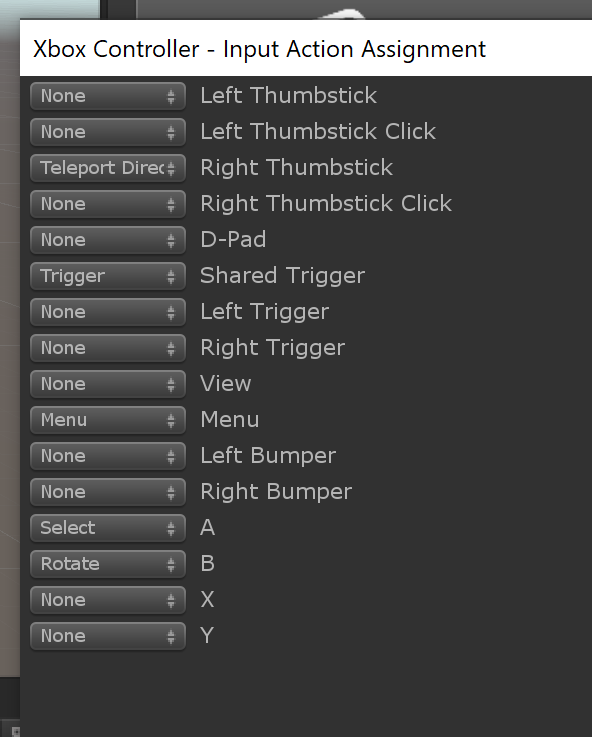 Xbox Controller - Input Action Assignment
None Left Thumbstick
None Left Thumbstick Click
Teleport Direc Right Thumbstick
None Right Thumbstick Click
None D-Pad
Trigger Shared Trigger
None Left Trigger
None Right Trigger
None View
Menu Menu
None Left Bumper
None Right Bumper
Select A
Rotate B
None X
None Y